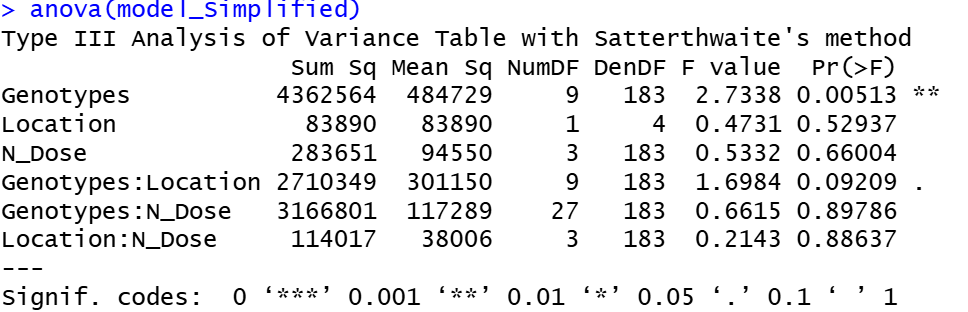 > anova(model_Simplified)
Type III Analysis of Variance Table with Satterthwaite's method
                    Sum Sq Mean Sq NumDF DenDF F value  Pr(>F)
Genotypes          4362564  484729     9   183  2.7338 0.00513 **
Location             83890   83890     1     4  0.4731 0.52937
N_Dose              283651   94550     3   183  0.5332 0.66004
Genotypes:Location 2710349  301150     9   183  1.6984 0.09209 .
Genotypes:N_Dose   3166801  117289    27   183  0.6615 0.89786
Location:N_Dose     114017   38006     3   183  0.2143 0.88637
---
Signif. codes:  0 ‘***’ 0.001 ‘**’ 0.01 ‘*’ 0.05 ‘.’ 0.1 ‘ ’ 1